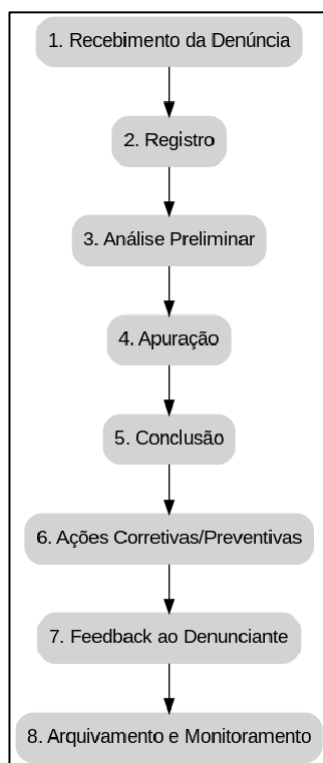 1. Recebimento da Denúncia
2. Registro
3. Análise Preliminar
4. Apuração
5. Conclusão
6. Ações Corretivas/Preventivas
7. Feedback ao Denunciante
8. Arquivamento e Monitoramento